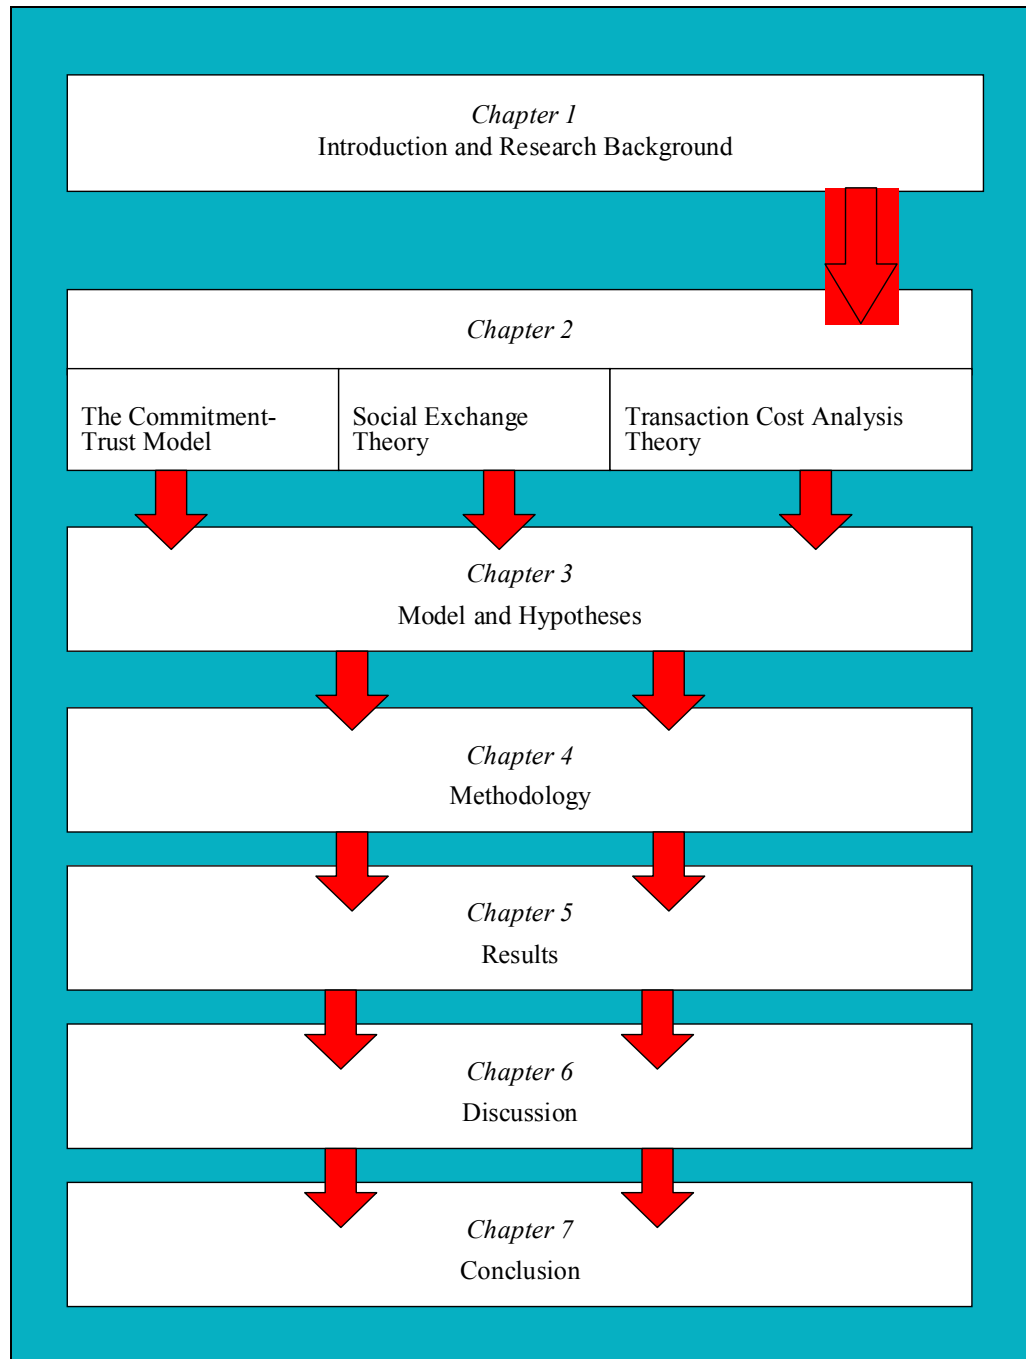 Chapter 1
Introduction and Research Background
Chapter 2
The Commitment-
Trust Model
Social Exchange
Theory
Transaction Cost Analysis
Theory
Chapter 3
Model and Hypotheses
Chapter 4
Methodology
Chapter 5
Results
Chapter 6
Discussion
Chapter 7
Conclusion